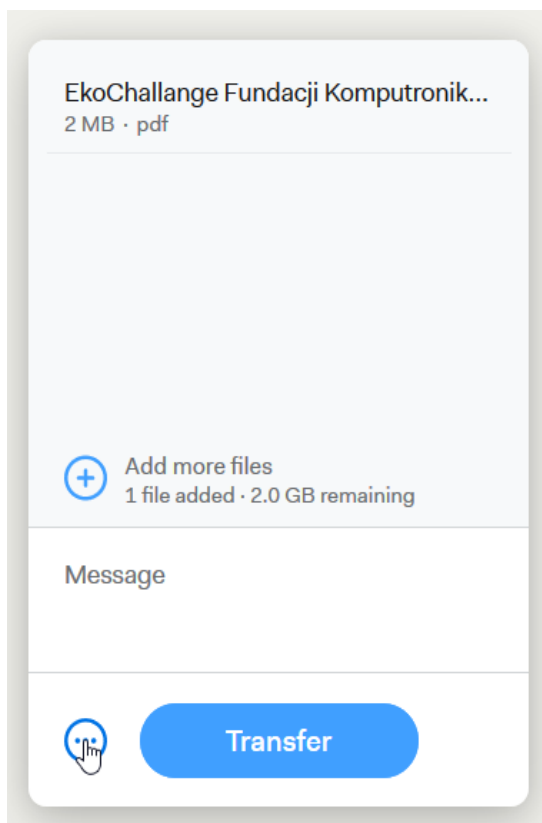 EkoChallange Fundacji Komputronik...
2 MB · pdf
Add more files
1 file added · 2.0 GB remaining
Message
Transfer